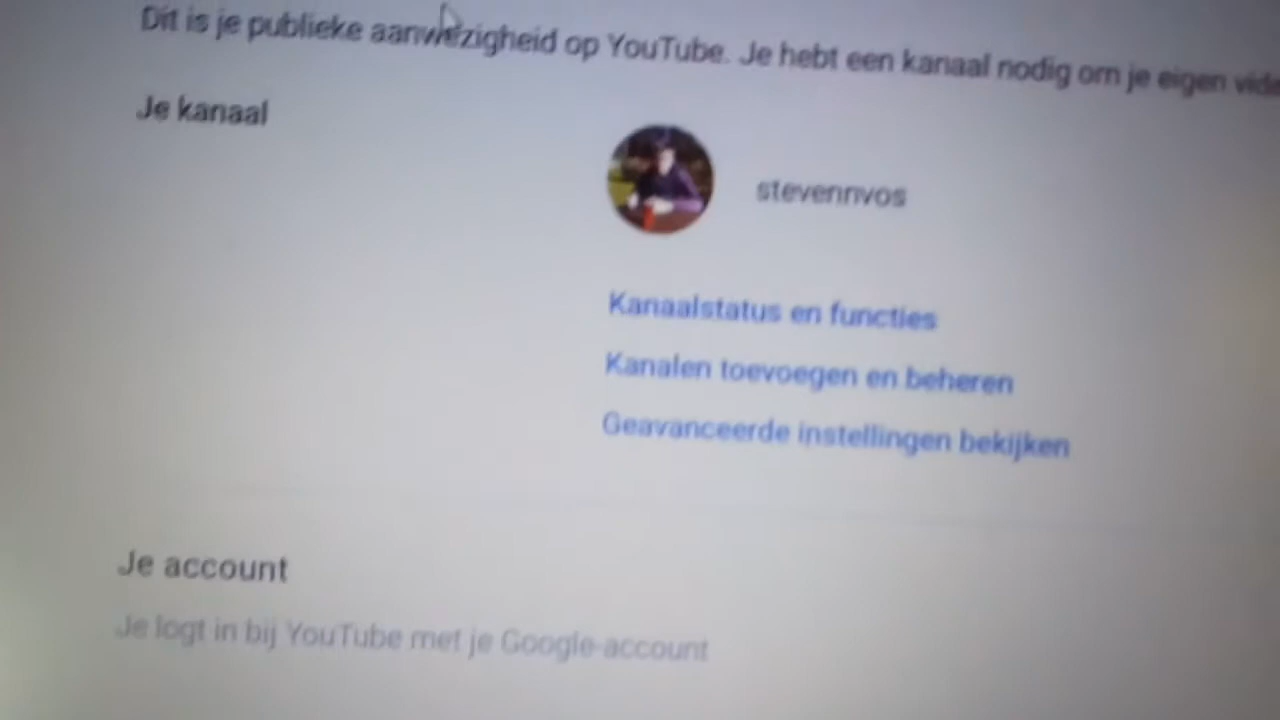 Dit is je publieke aanwezigheid op YouTube. Je hebt een kanaal nodig om je eigen
Je kanaal
stevennvos
Kanaalstatus en functies
Kanalen toevoegen en beheren
Geavanceerde instellingen bekijken
Je account
Je logt in bij YouTube met je Google-account